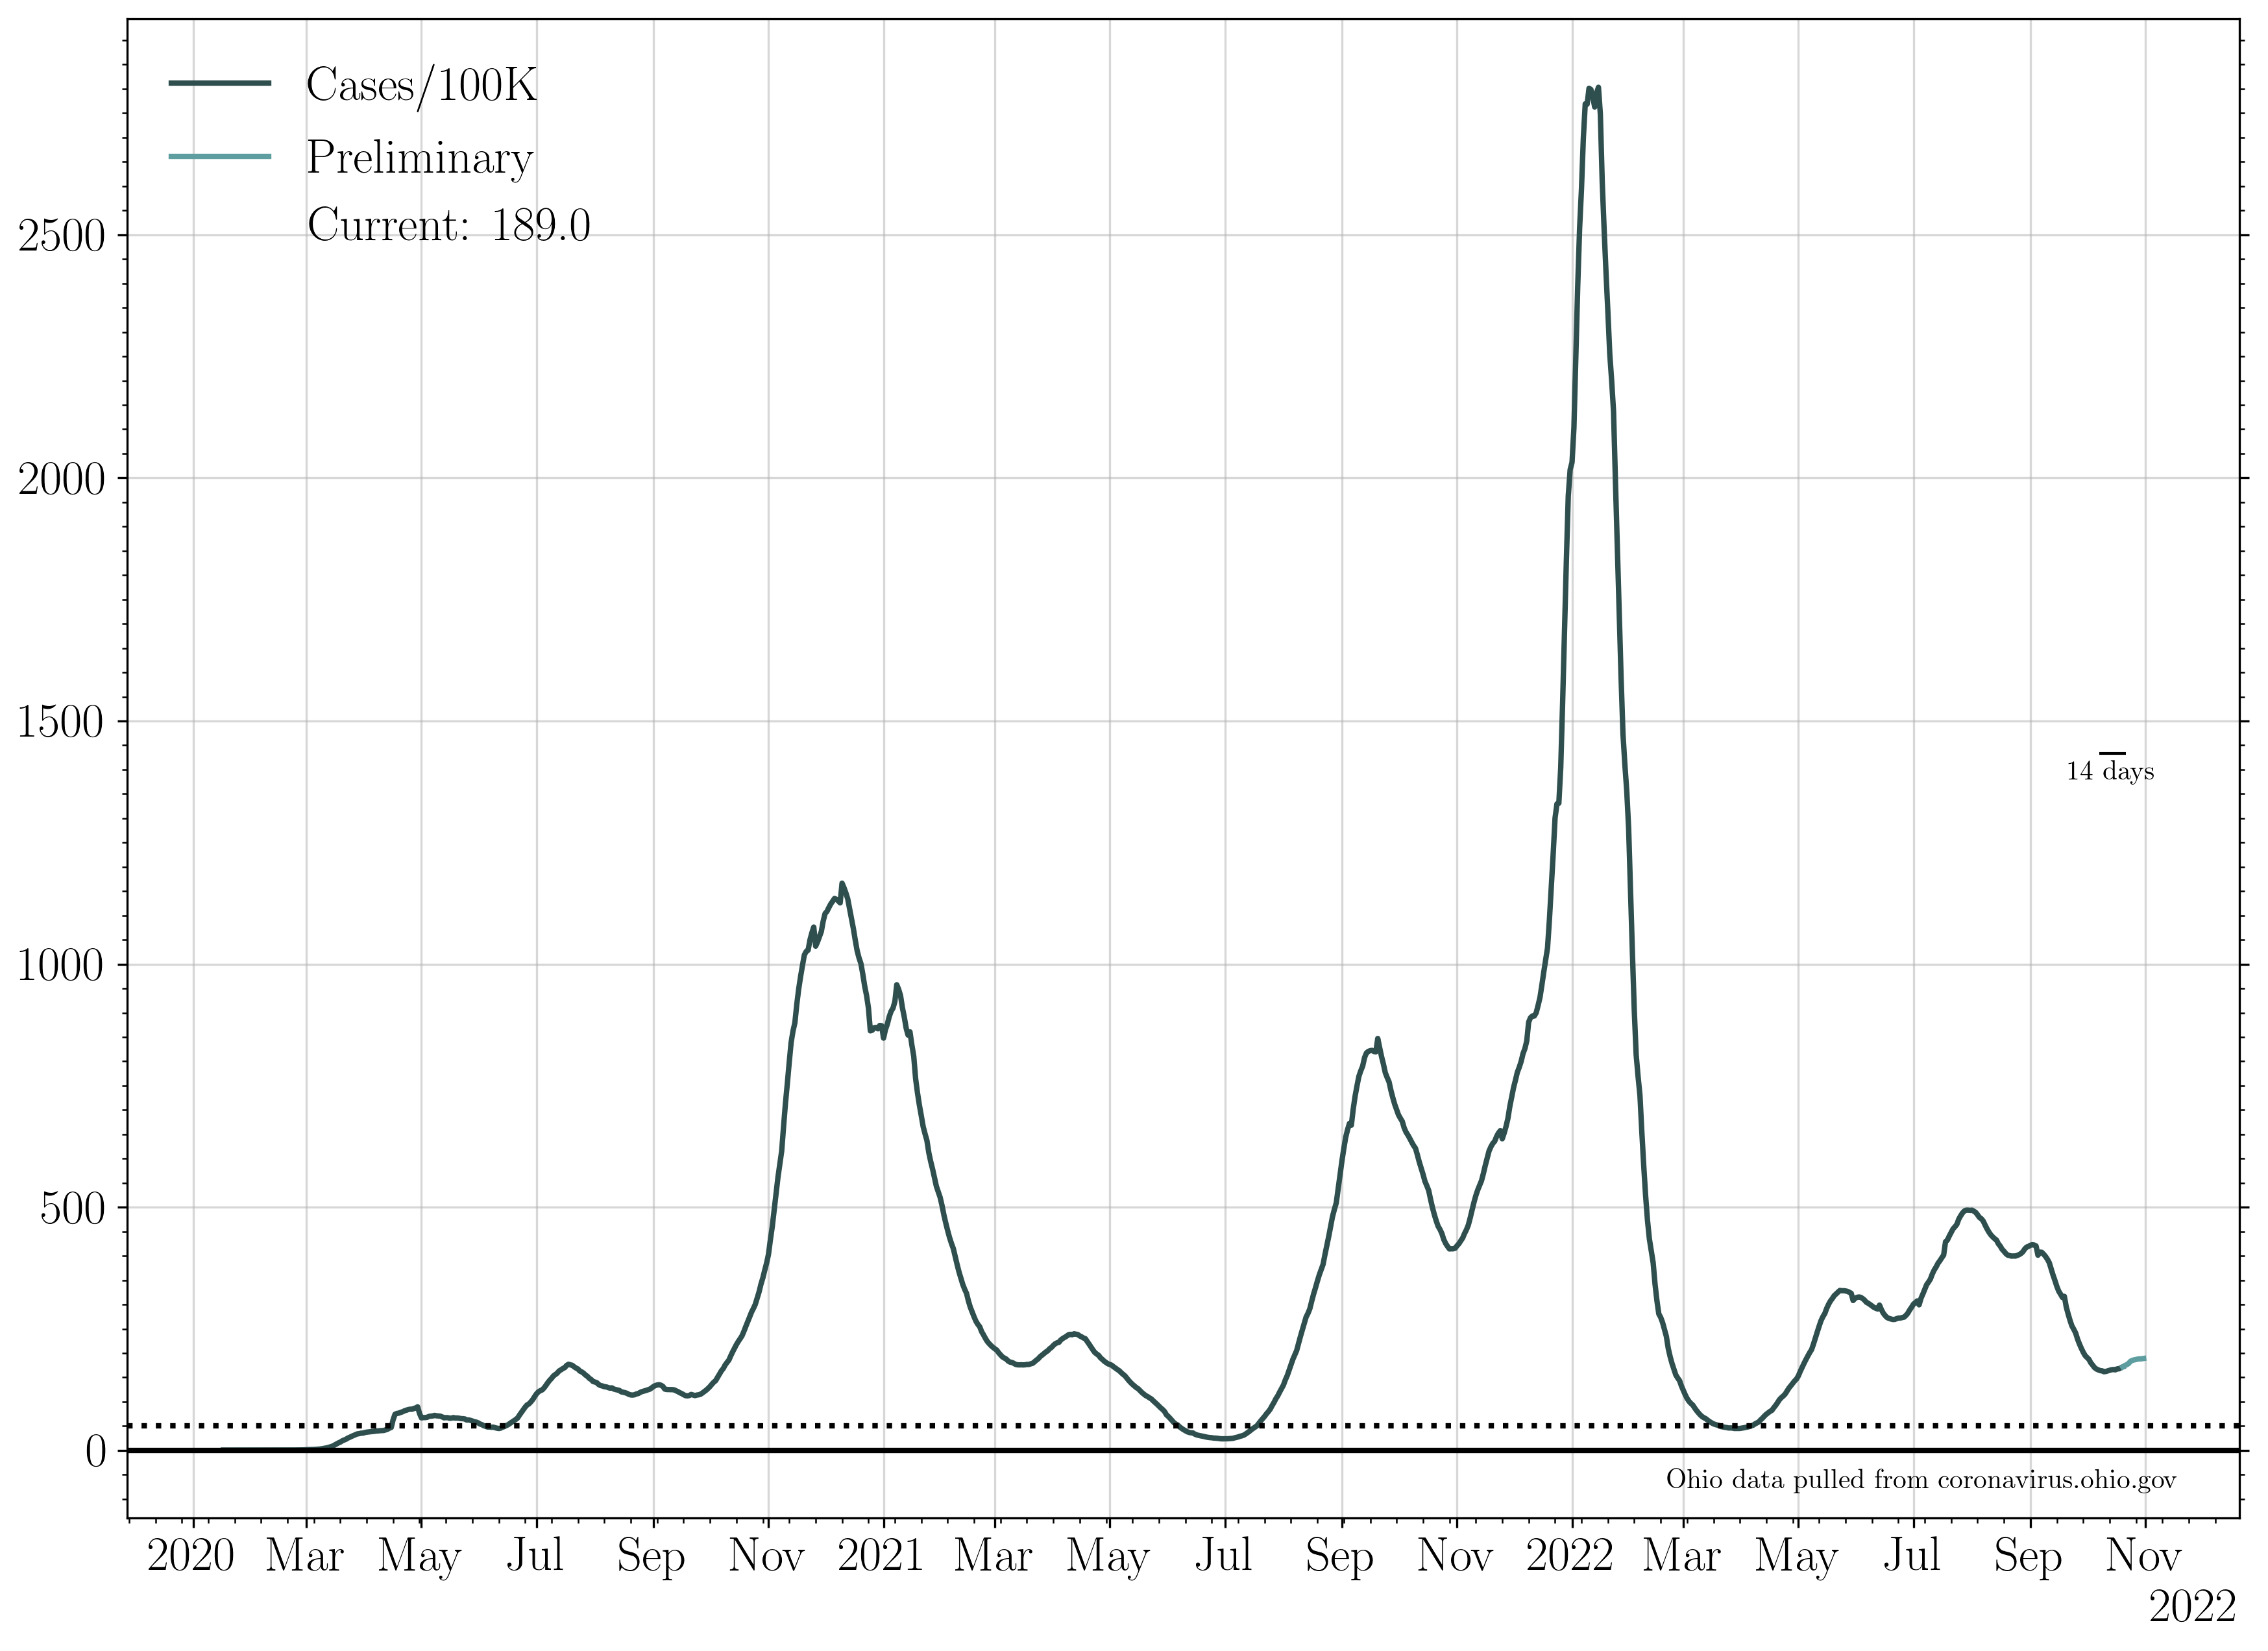 Cases/100K
Preliminary
Current: 189.0
2500
2000
1500
1000
500
0
14 days
Ohio data pulled from coronavirus.ohio.gov
2020 Mar May Jul Sep Nov 2021 Mar May Jul Sep Nov 2022 Mar May Jul Sep Nov
2022